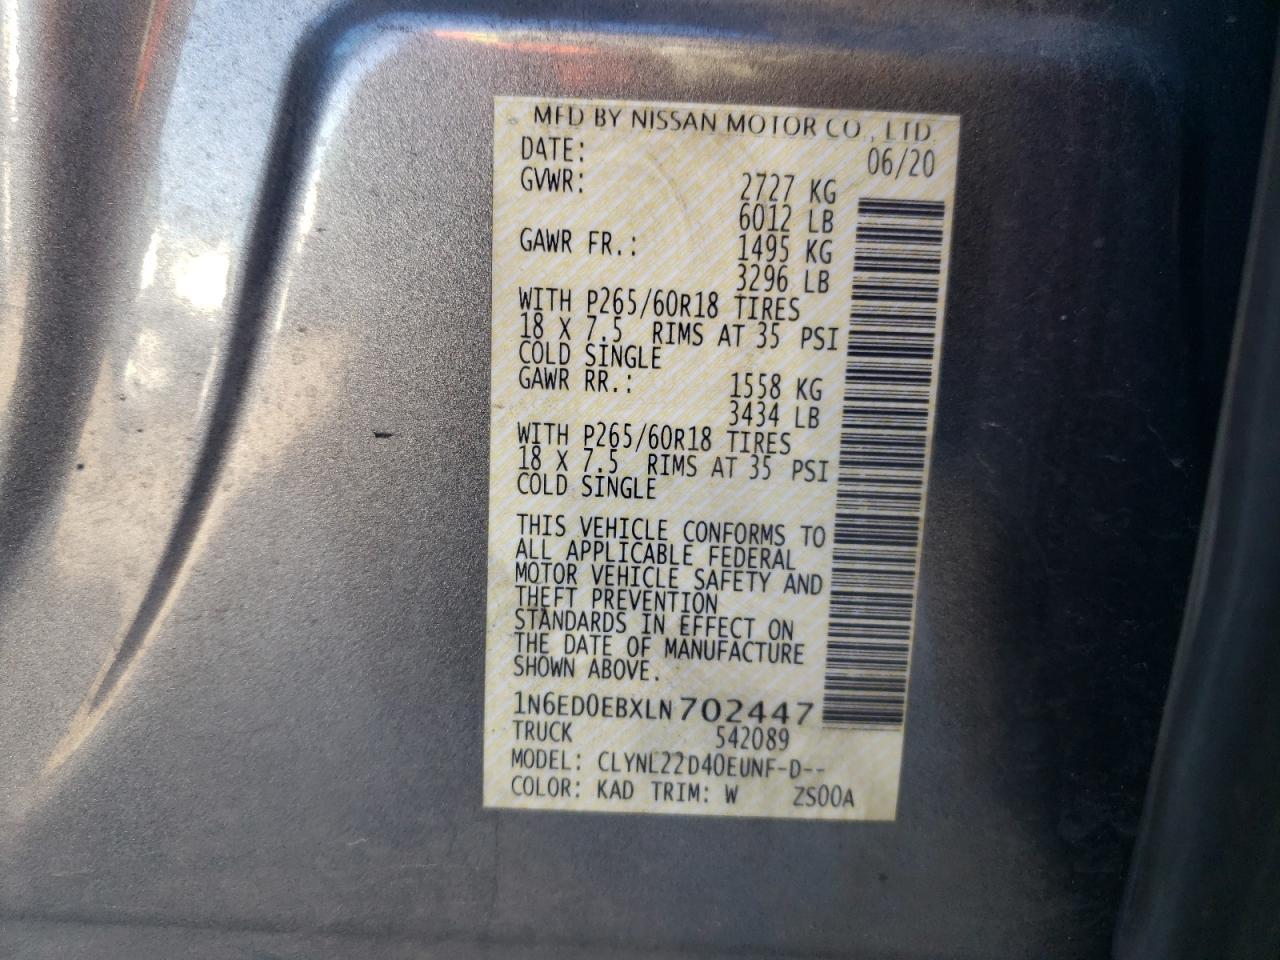 MFD BY NISSAN MOTOR CO., LTD.
DATE: 06/20
GVWR: 2727 KG
6012 LB
GAWR FR.: 1495 KG
3296 LB
WITH P265/60R18 TIRES
18 X 7.5 RIMS AT 35 PSI
COLD SINGLE
GAWR RR.: 1558 KG
3434 LB
WITH P265/60R18 TIRES
18 X 7.5 RIMS AT 35 PSI
COLD SINGLE
THIS VEHICLE CONFORMS TO
ALL APPLICABLE FEDERAL
MOTOR VEHICLE SAFETY AND
THEFT PREVENTION
STANDARDS IN EFFECT ON
THE DATE OF MANUFACTURE
SHOWN ABOVE.
1N6ED0EBXLN702447
TRUCK 542089
MODEL: CLYNL22D40EUNF-D--
COLOR: KAD TRIM: W ZS00A